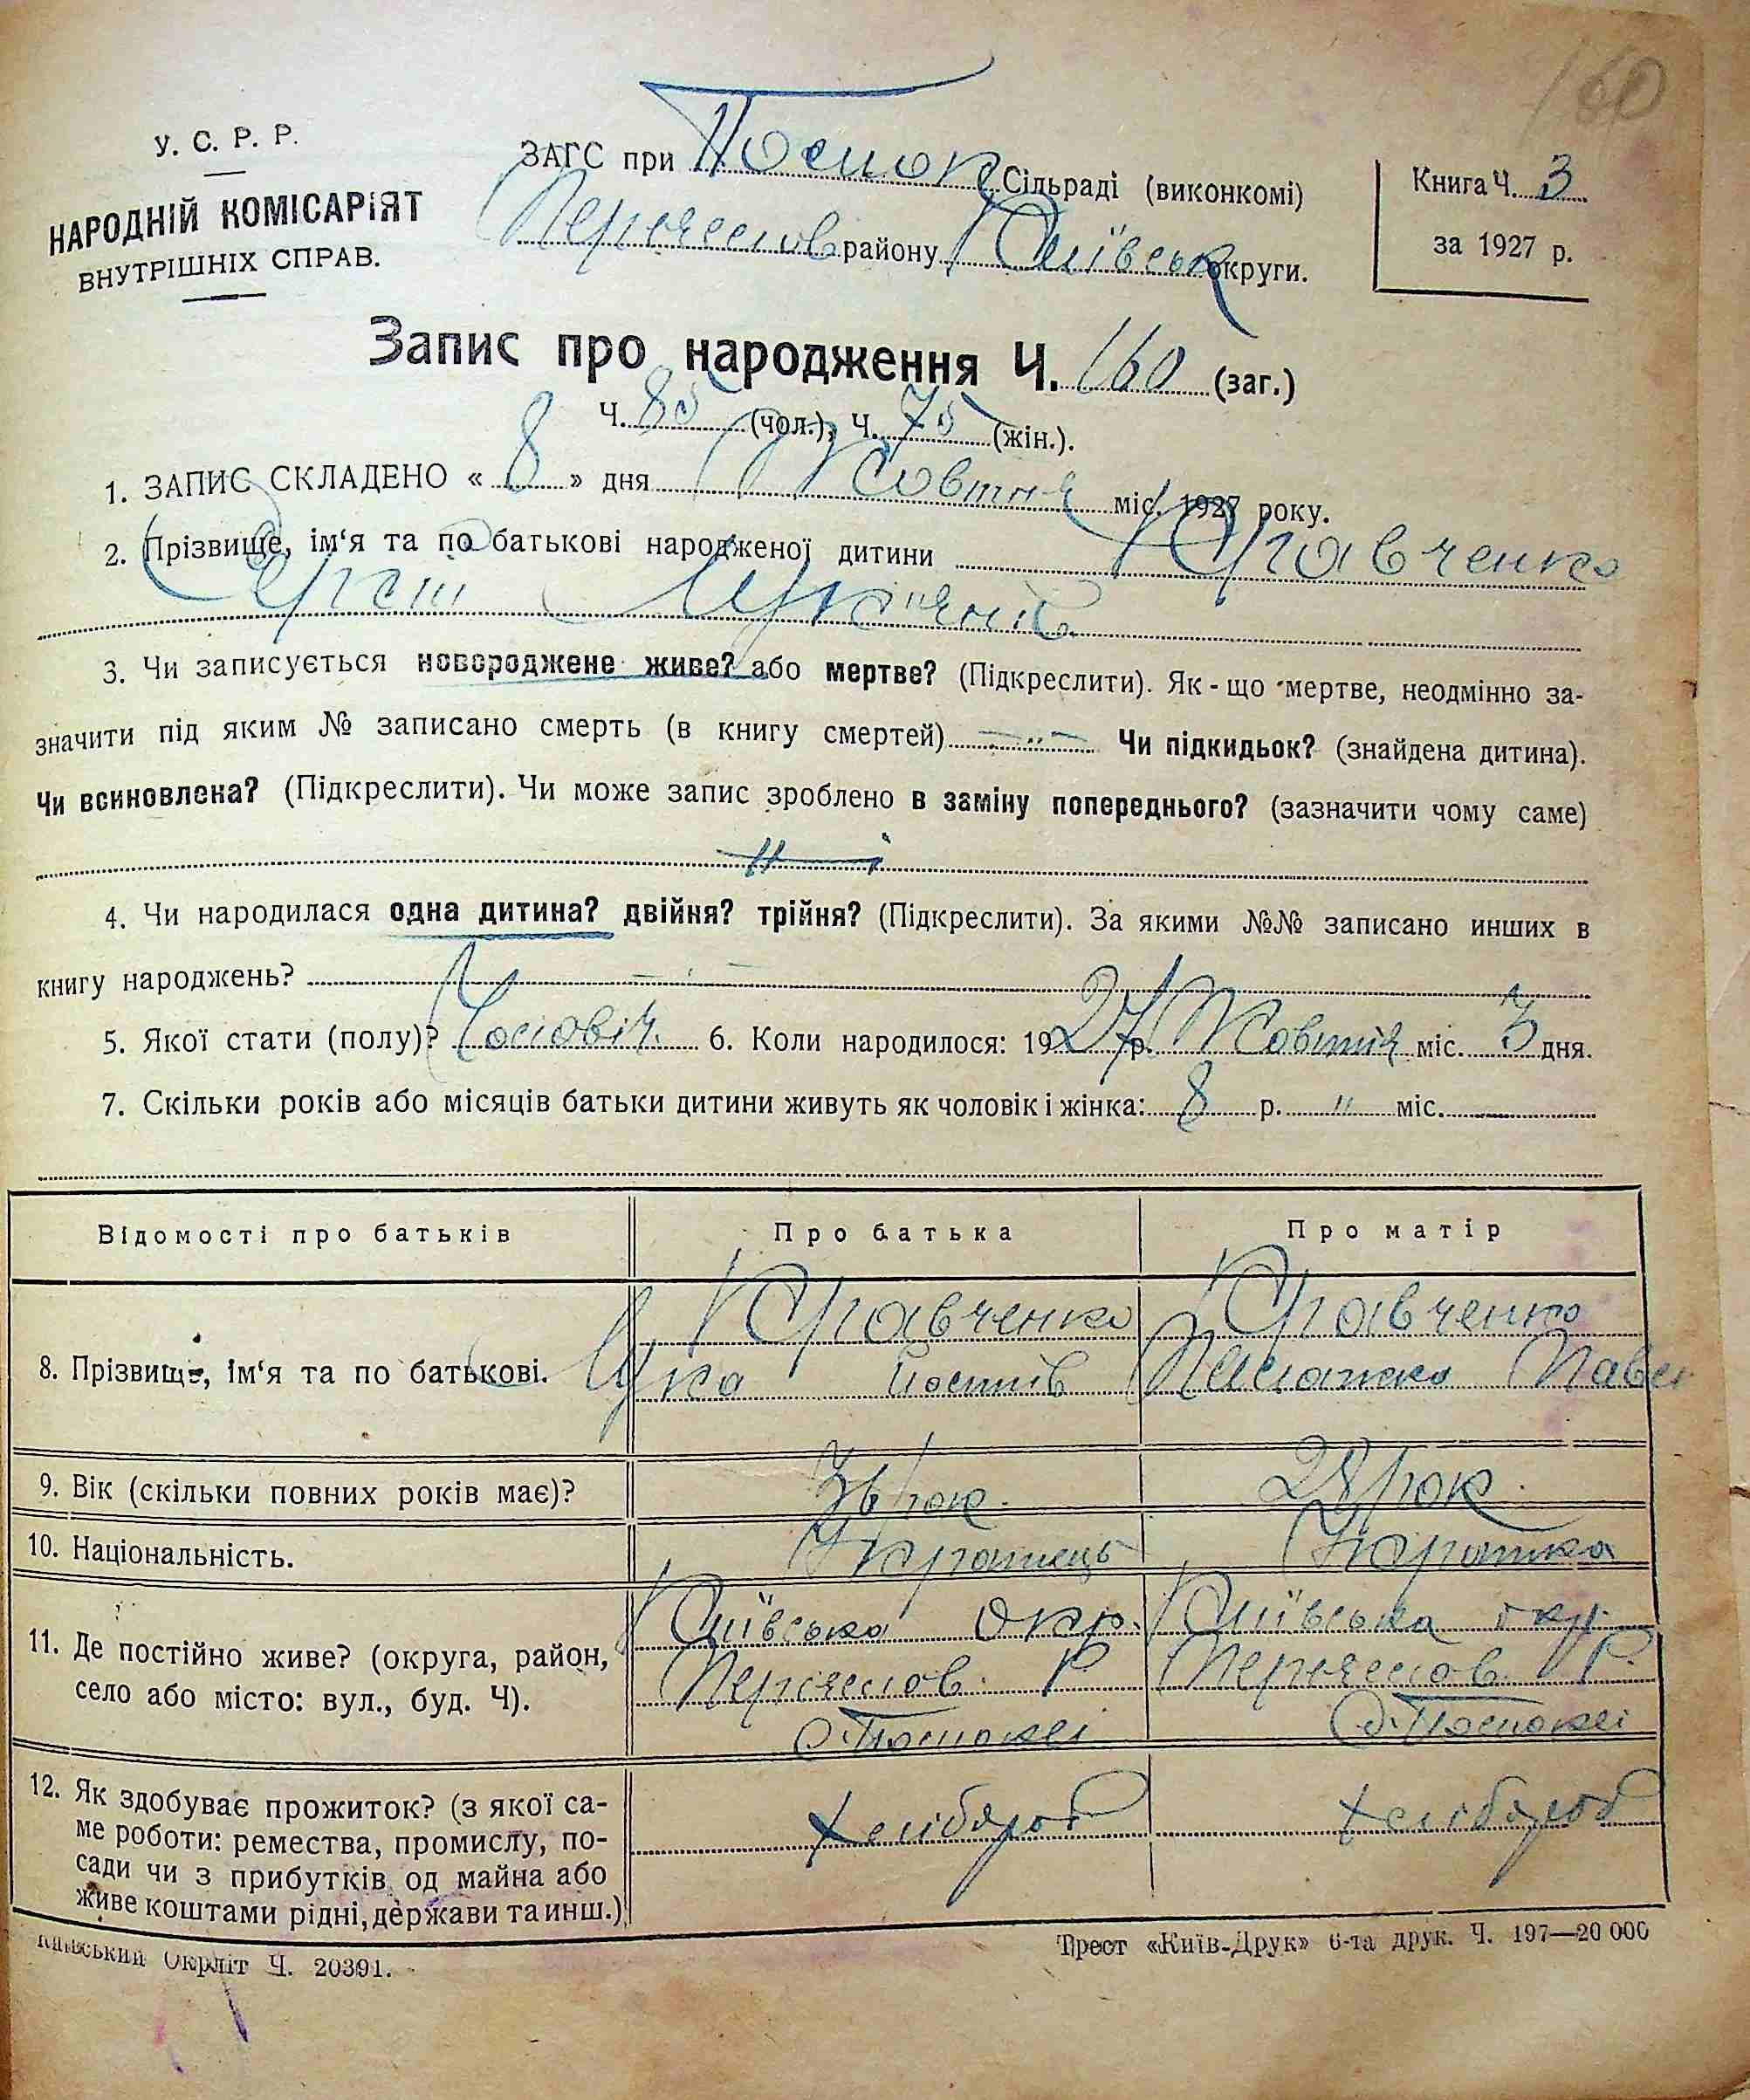 160
У. С. Р. Р.
НАРОДНІЙ КОМІСАРІЯТ
ВНУТРІШНІХ СПРАВ.
ЗАГС при Сільраді (виконкомі)
району Київськ округи.
Книга Ч. 3
за 1927 р.
Запис про народження Ч. 160 (заг.)
Ч. 85 (чол.), Ч. 75 (жін.).
1. ЗАПИС СКЛАДЕНО « 8 » дня Жовтня міс. 1927 року.
2. Прізвище, ім‘я та по батькові народженої дитини Кравченко
3. Чи записується новороджене живе? або мертве? (Підкреслити). Як-що мертве, неодмінно за-
значити під яким № записано смерть (в книгу смертей) Чи підкидьок? (знайдена дитина).
Чи всиновлена? (Підкреслити). Чи може запис зроблено в заміну попереднього? (зазначити чому саме)
4. Чи народилася одна дитина? двійня? трійня? (Підкреслити). За якими №№ записано инших в
книгу народжень?
5. Якої стати (полу)? 6. Коли народилося: 1927 р. Жовтня міс. 3 дня.
7. Скільки років або місяців батьки дитини живуть як чоловік і жінка: 8 р. " міс.
Відомості про батьків Про батька Про матір
8. Прізвище, ім‘я та по батькові. Кравченко Кравченко
9. Вік (скільки повних років має)? 36 рок. 28 рок.
10. Національність.
11. Де постійно живе? (округа, район,
село або місто: вул., буд. Ч).
Київська окр. Київська окр.
12. Як здобуває прожиток? (з якої са-
ме роботи: ремества, промислу, по-
сади чи з прибутків од майна або
живе коштами рідні, держави та инш.)
хлібороб хлібороб
Київський Окрліт Ч. 20391.
Трест «Київ-Друк» 6-та друк. Ч. 197—20 000